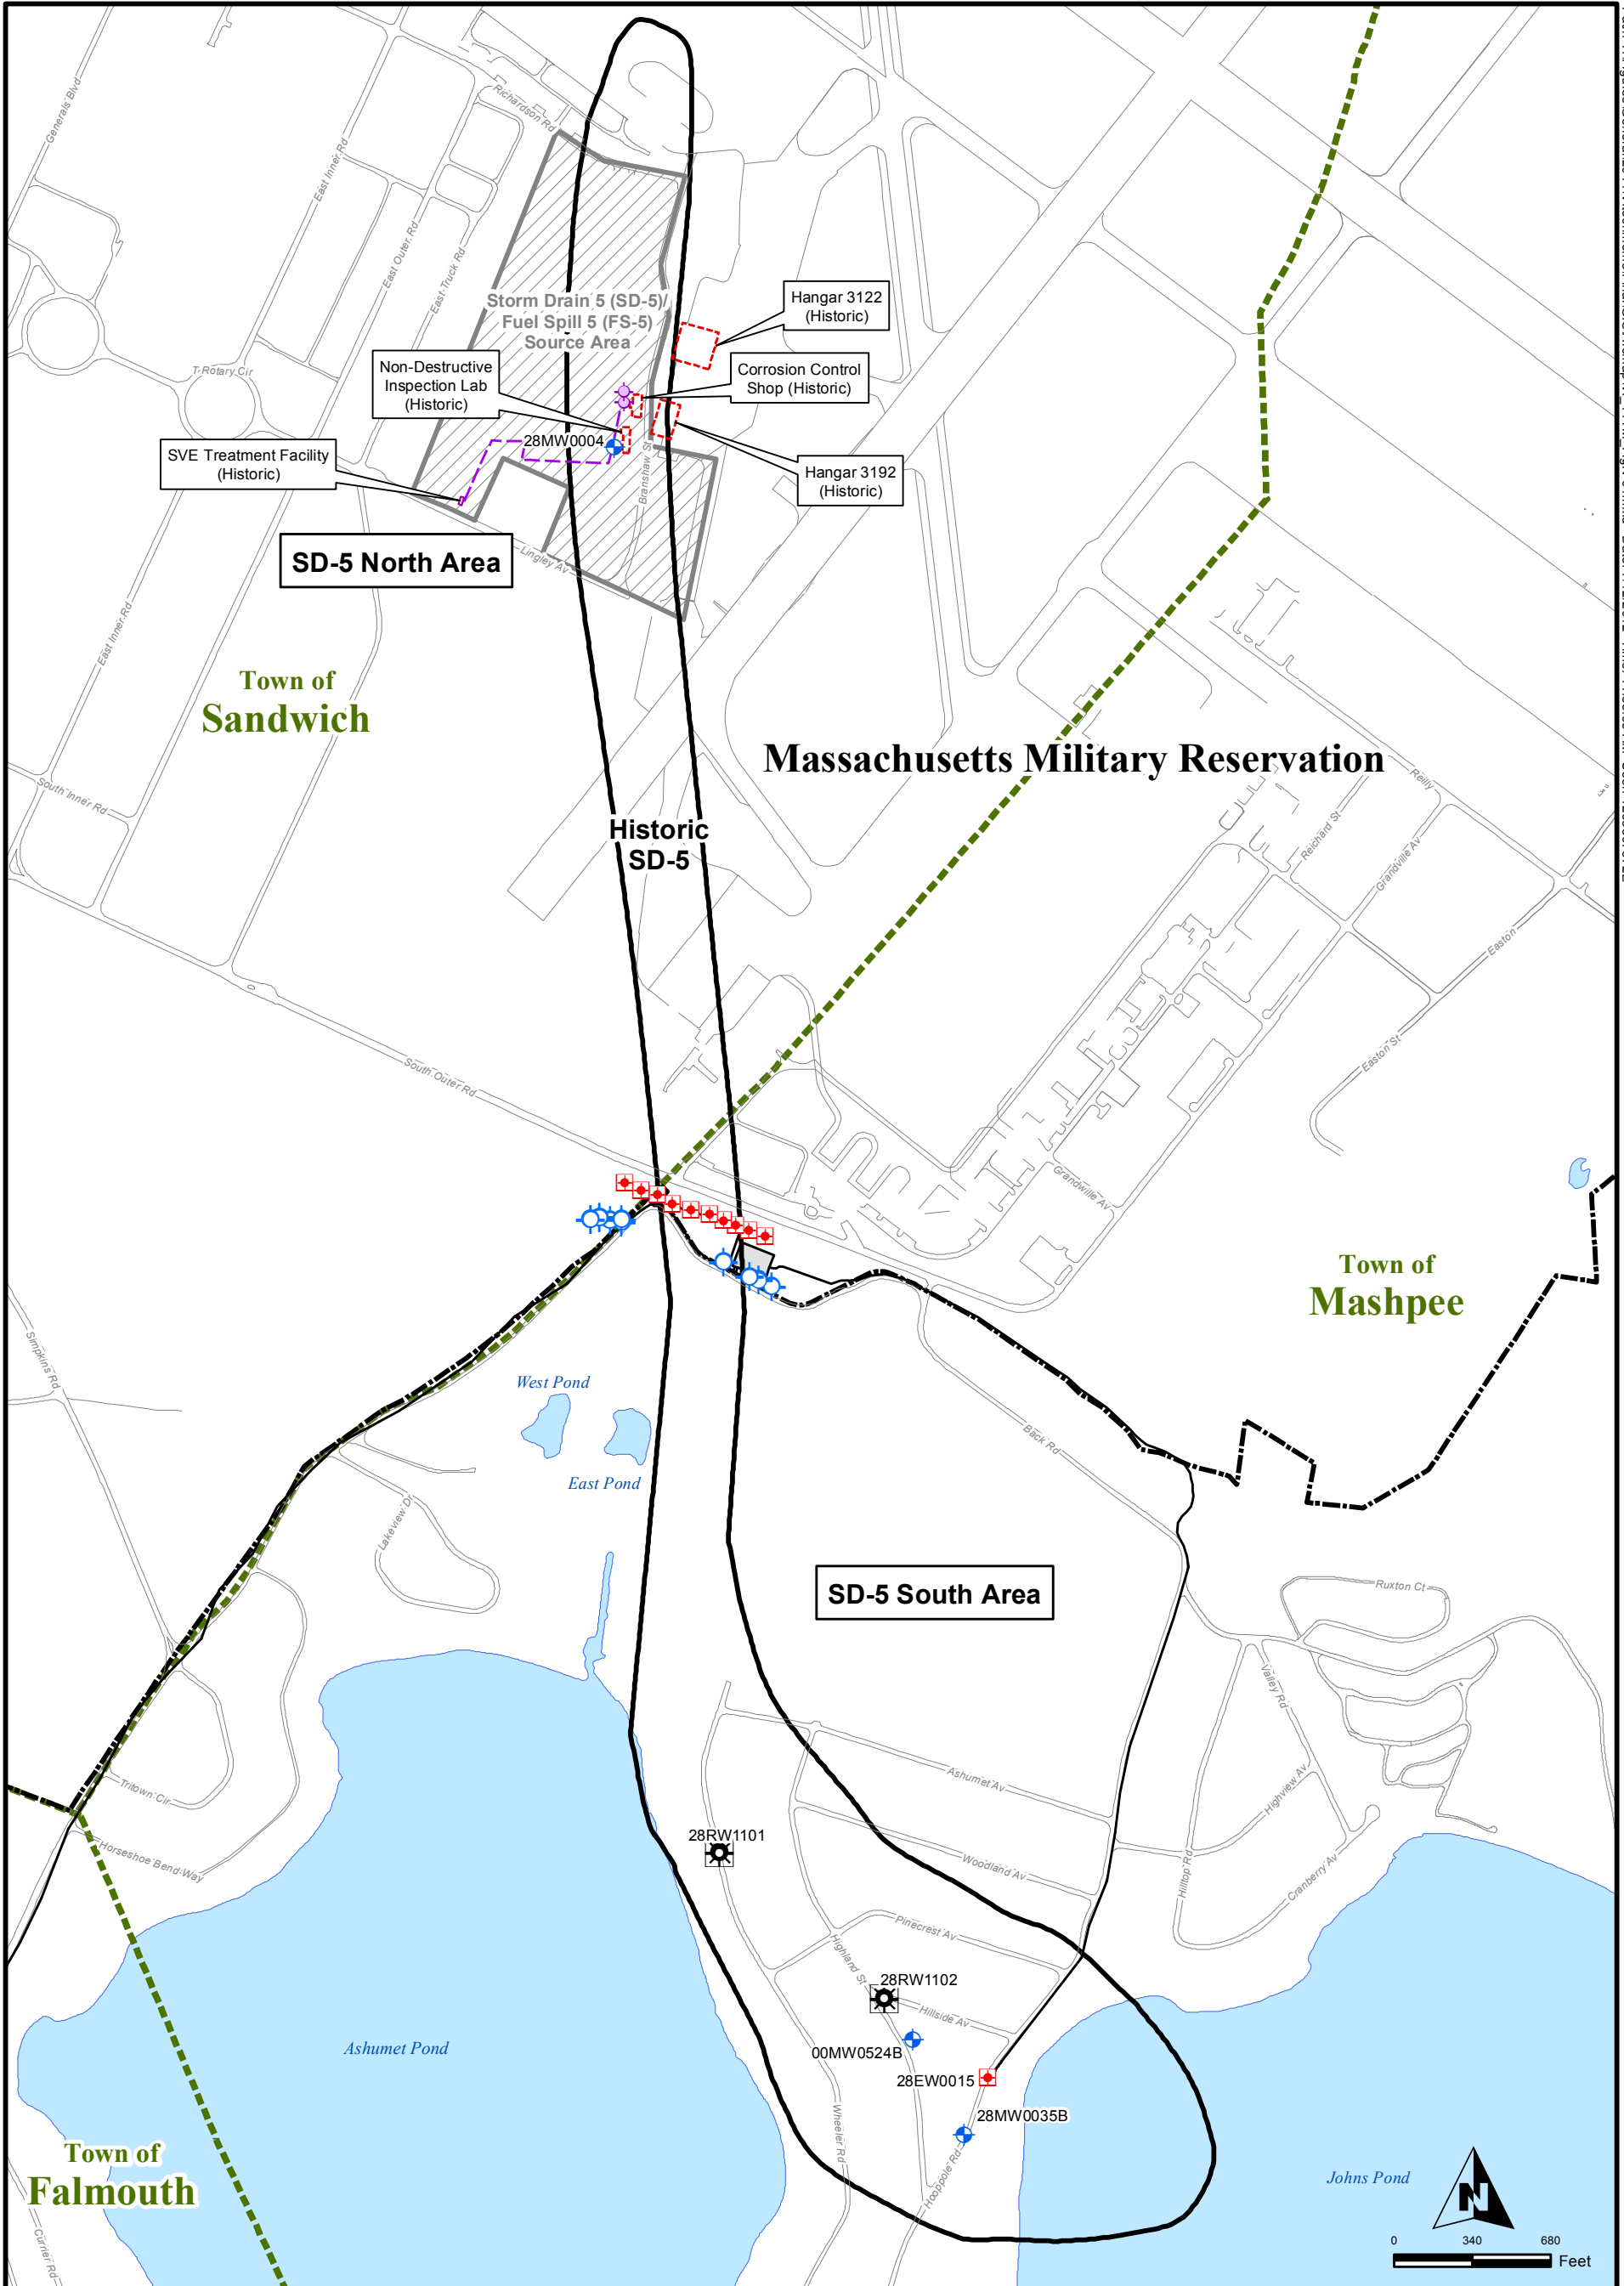 Generals Blvd
Richardson Rd
East Inner Rd
East Outer Rd
East Truck Rd
Storm Drain 5 (SD-5)/
Fuel Spill 5 (FS-5)
Source Area
Hangar 3122
(Historic)
Non-Destructive
Inspection Lab
(Historic)
Corrosion Control
Shop (Historic)
T-Rotary Cir
28MW0004
SVE Treatment Facility
(Historic)
Branshaw St
Hangar 3192
(Historic)
SD-5 North Area
Lingley Av
East Inner Rd
Town of
Sandwich
Massachusetts Military Reservation
South Inner Rd
Reilly
Reichard St
Grandville Av
Historic
SD-5
Easton
Easton St
South Outer Rd
Grandville Av
Town of
Mashpee
Simpkins Rd
West Pond
East Pond
Back Rd
Lakeview Dr
SD-5 South Area
Ruxton Ct
Valley Rd
Tritown Cir
Ashumet Av
Highview Av
Horseshoe Bend Way
28RW1101
Woodland Av
Hilltop Rd
Cranberry Av
Pinecrest Av
Highland St
28RW1102
Hillside Av
Ashumet Pond
00MW0524B
28EW0015
28MW0035B
Wheeler Rd
Hooppole Rd
Town of
Falmouth
Johns Pond
N
Currier Rd
0 340 680
Feet